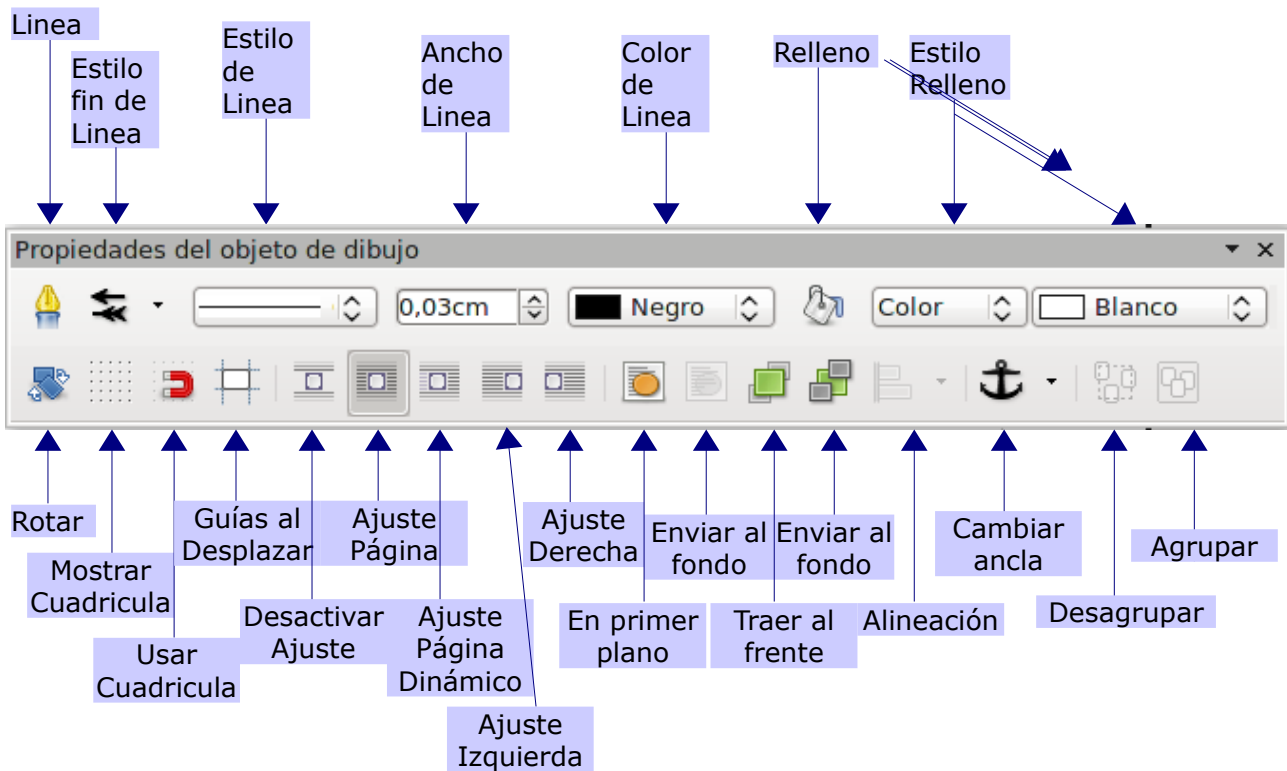 Linea
Estilo
fin de
Linea
Estilo
de
Linea
Ancho
de
Linea
Color
de
Linea
Relleno
Estilo
Relleno
Propiedades del objeto de dibujo
0,03cm
Negro
Color
Blanco
Rotar
Mostrar
Cuadricula
Usar
Cuadricula
Guías al
Desplazar
Desactivar
Ajuste
Ajuste
Página
Ajuste
Página
Dinámico
Ajuste
Izquierda
Ajuste
Derecha
En primer
plano
Enviar al
fondo
Traer al
frente
Enviar al
fondo
Alineación
Cambiar
ancla
Desagrupar
Agrupar